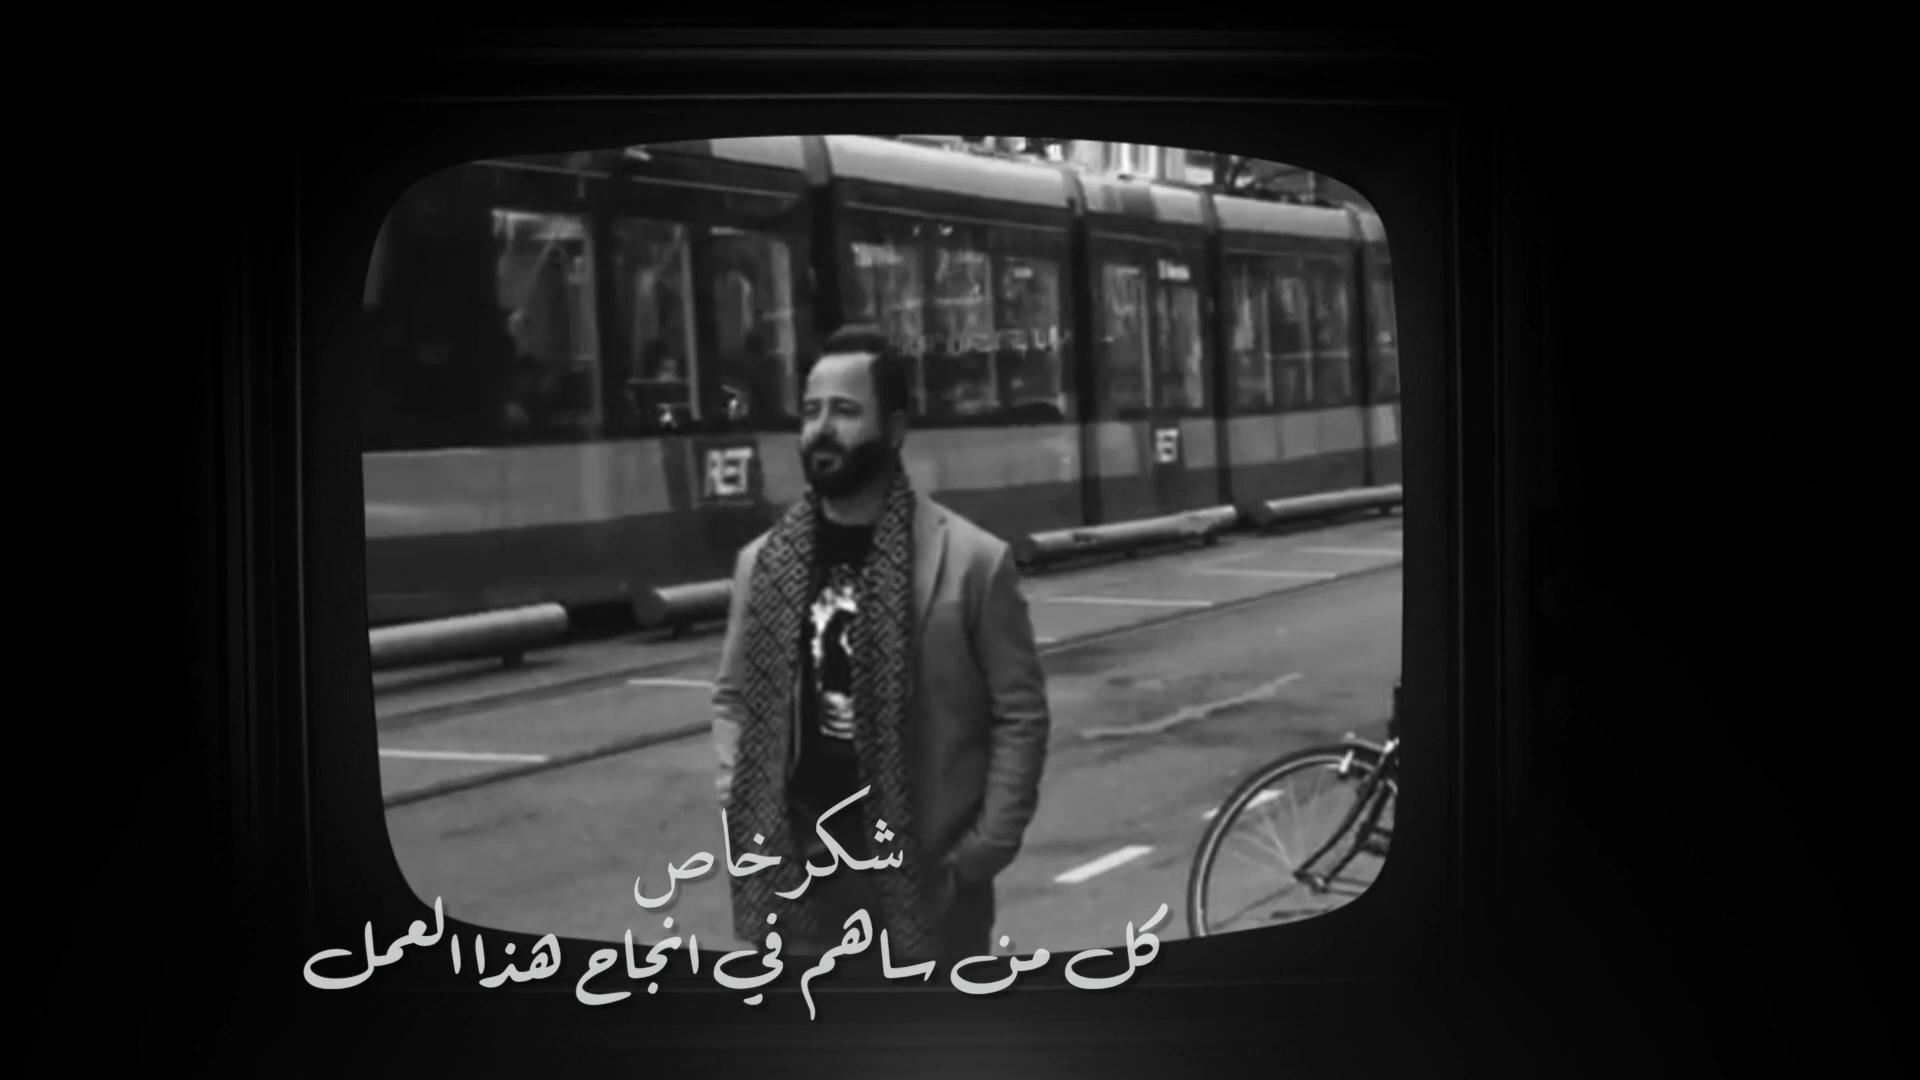 RET
RET
شكر خاص
كل من ساهم في انجاح هذا العمل